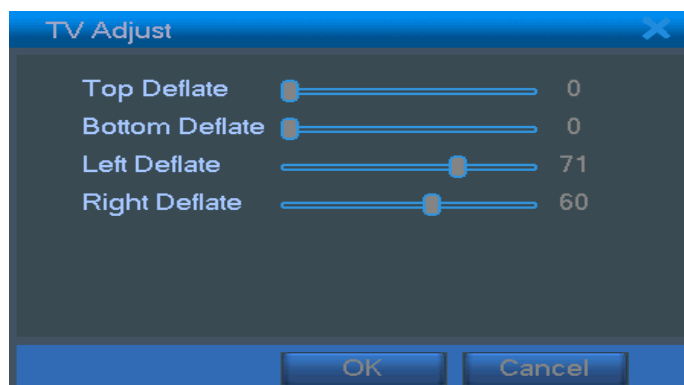 TV Adjust
Top Deflate 0
Bottom Deflate 0
Left Deflate 71
Right Deflate 60
OK Cancel